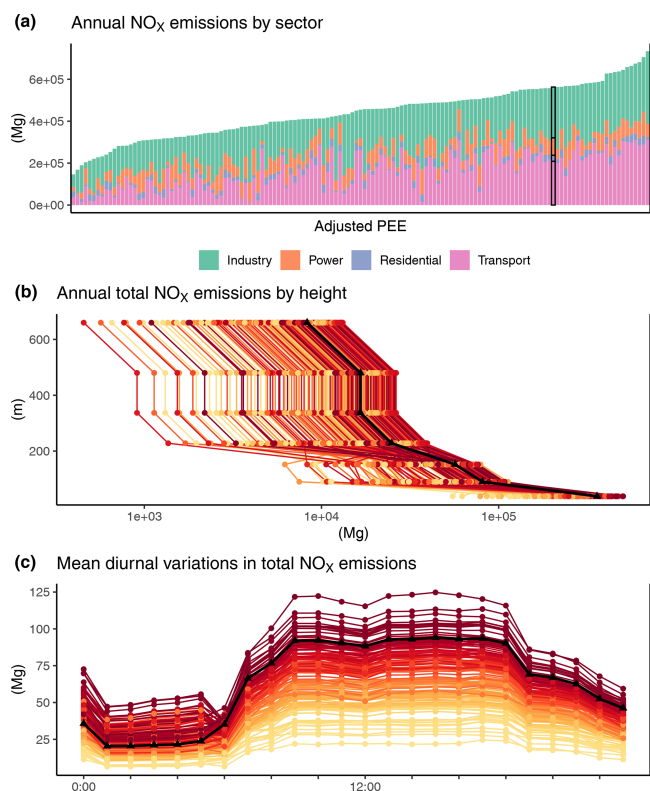 (a) Annual NOX emissions by sector
(Mg)
6e+05
4e+05
2e+05
0e+00
Adjusted PEE
Industry Power Residential Transport
(b) Annual total NOX emissions by height
(m)
600
400
200
1e+03 1e+04 1e+05
(Mg)
(c) Mean diurnal variations in total NOX emissions
(Mg)
125
100
75
50
25
0:00 12:00